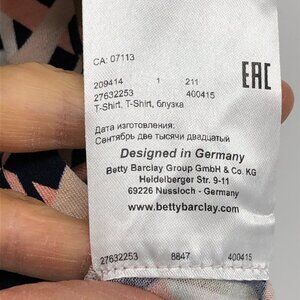 CA: 07113
EAC
209414 1 211
27632253 400415
T-Shirt, T-Shirt, блузка
Дата изготовления:
Сентябрь две тысячи двадцатый
Designed in Germany
Betty Barclay Group GmbH & Co. KG
Heidelberger Str. 9-11
69226 Nussloch - Germany
www.bettybarclay.com
27632253 8847 400415